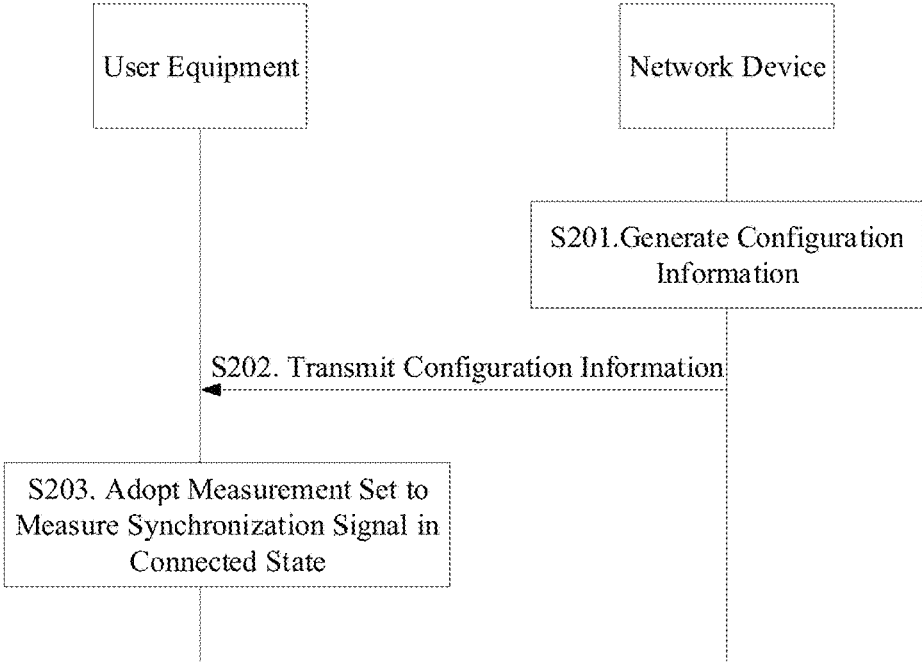 User Equipment
Network Device
S201.Generate Configuration
Information
S202. Transmit Configuration Information
S203. Adopt Measurement Set to
Measure Synchronization Signal in
Connected State